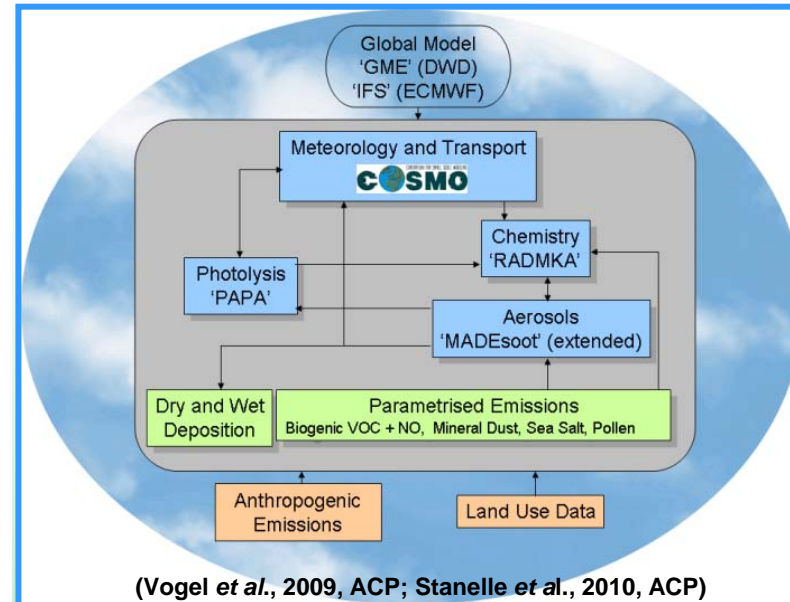 Global Model
'GME' (DWD)
'IFS' (ECMWF)
Meteorology and Transport
COSMO
Chemistry
'RADMKA'
Photolysis
'PAPA'
Aerosols
'MADEsoot' (extended)
Dry and Wet
Deposition
Parametrised Emissions
Biogenic VOC + NO, Mineral Dust, Sea Salt, Pollen
Anthropogenic
Emissions
Land Use Data
(Vogel et al., 2009, ACP; Stanelle et al., 2010, ACP)